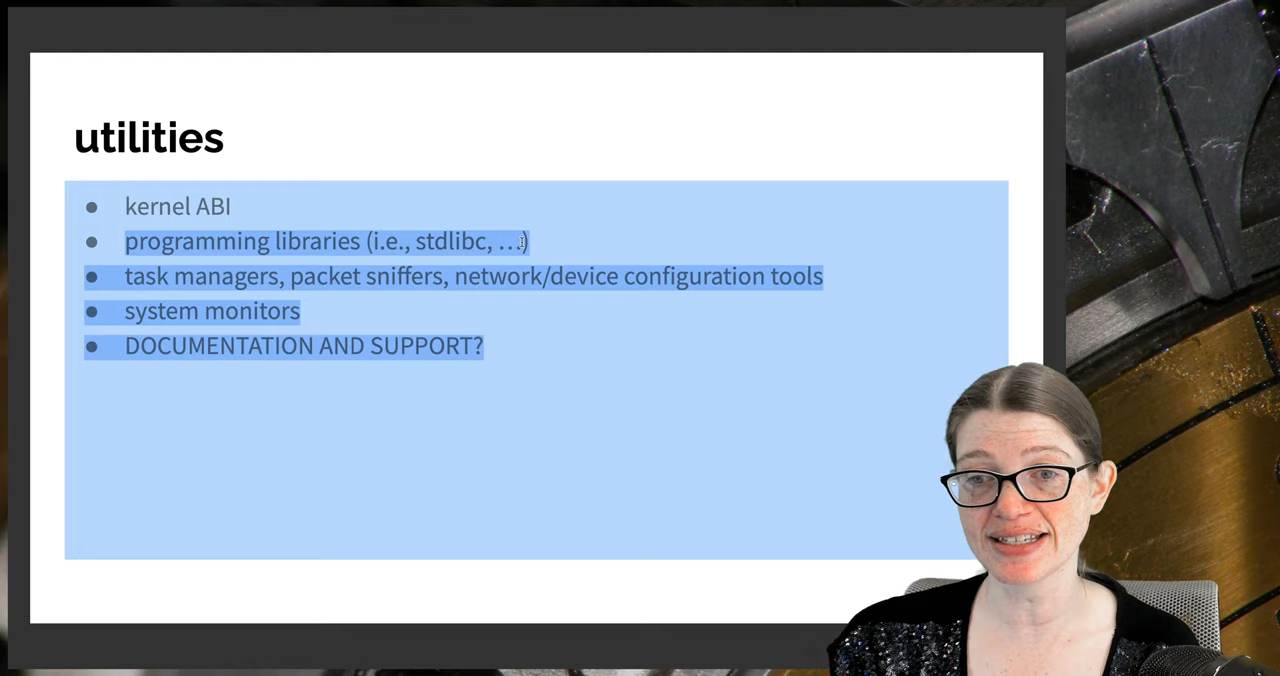 utilities
● kernel ABI
● programming libraries (i.e., stdlibc, …)
● task managers, packet sniffers, network/device configuration tools
● system monitors
● DOCUMENTATION AND SUPPORT?